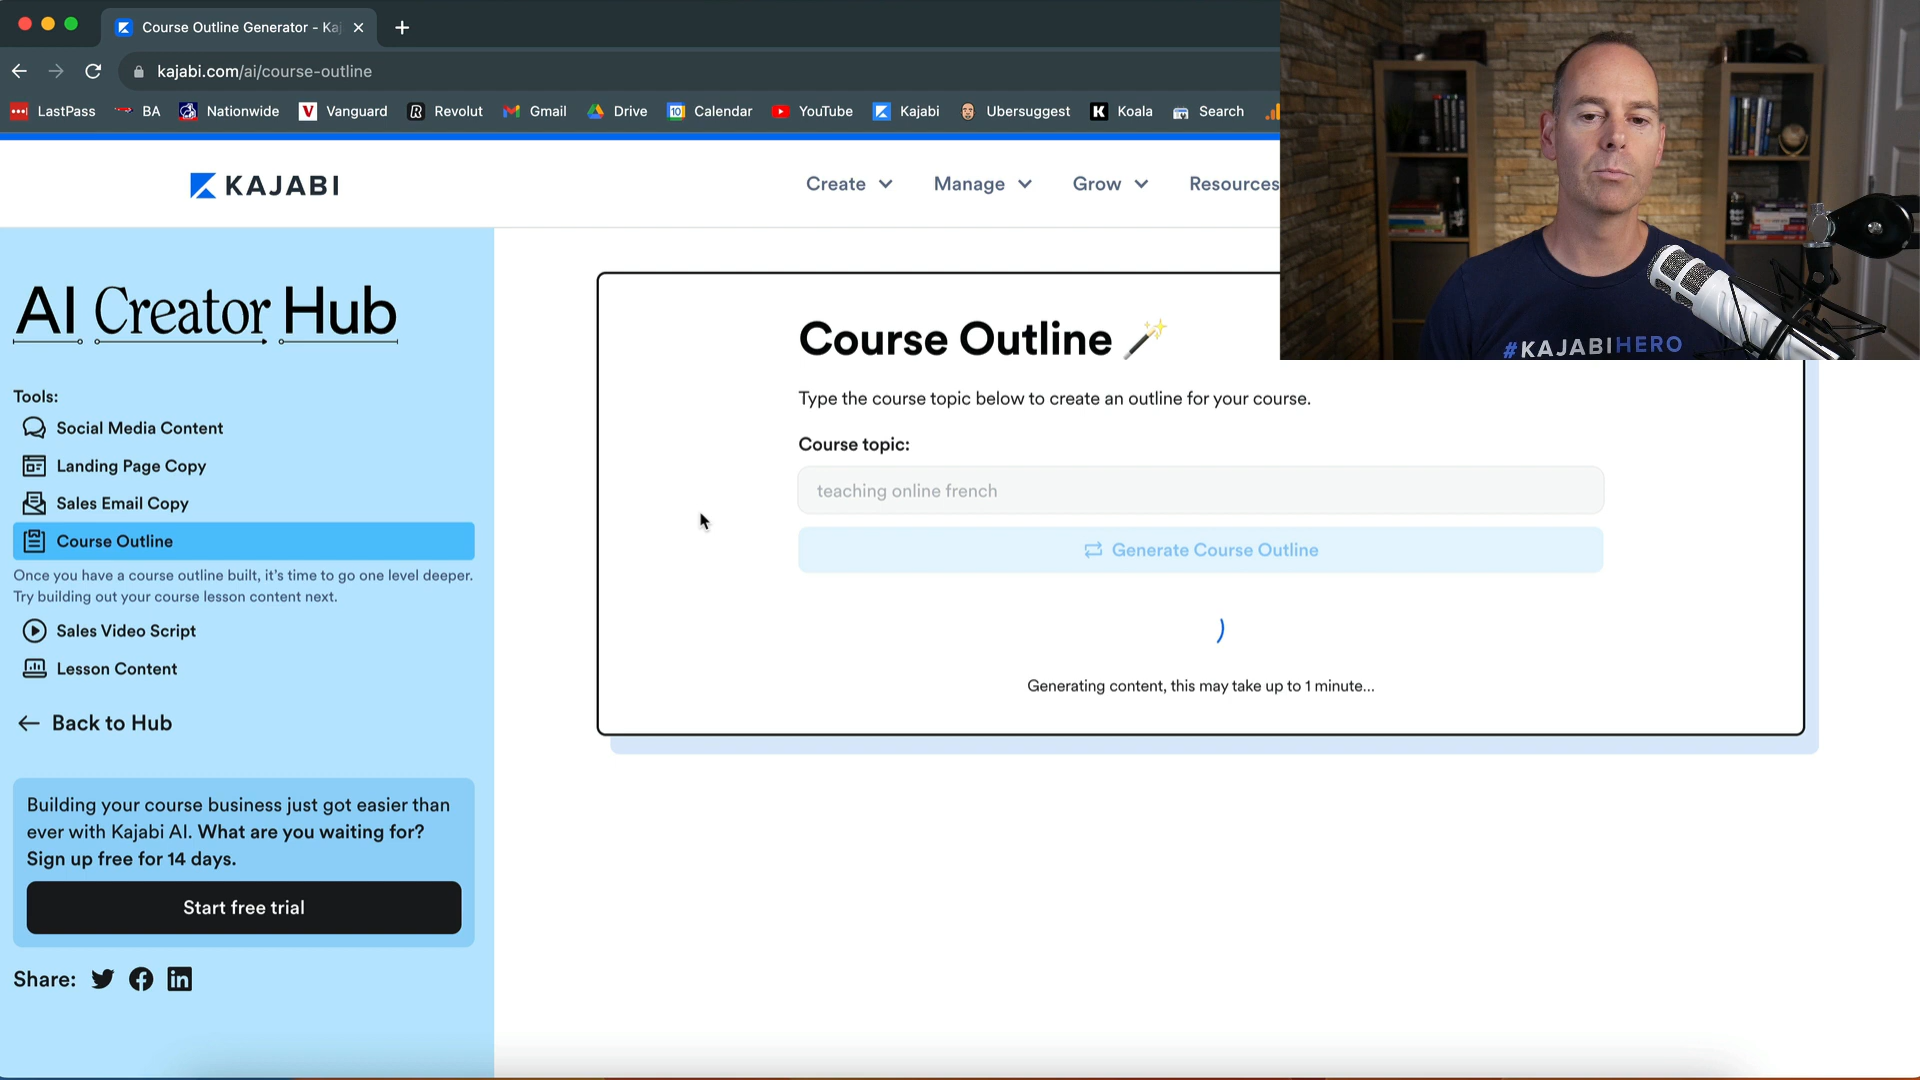 Course Outline Generator - Kaj
kajabi.com/ai/course-outline
LastPass BA Nationwide Vanguard Revolut Gmail Drive 10 Calendar YouTube Kajabi Ubersuggest K Koala Search
KAJABI Create Manage Grow Resources
#KAJABIHERO
AI Creator Hub
Tools:
Social Media Content
Landing Page Copy
Sales Email Copy
Course Outline
Once you have a course outline built, it’s time to go one level deeper.
Try building out your course lesson content next.
Sales Video Script
Lesson Content
Back to Hub
Building your course business just got easier than
ever with Kajabi AI. What are you waiting for?
Sign up free for 14 days.
Start free trial
Share:
Course Outline
Type the course topic below to create an outline for your course.
Course topic:
teaching online french
Generate Course Outline
Generating content, this may take up to 1 minute...